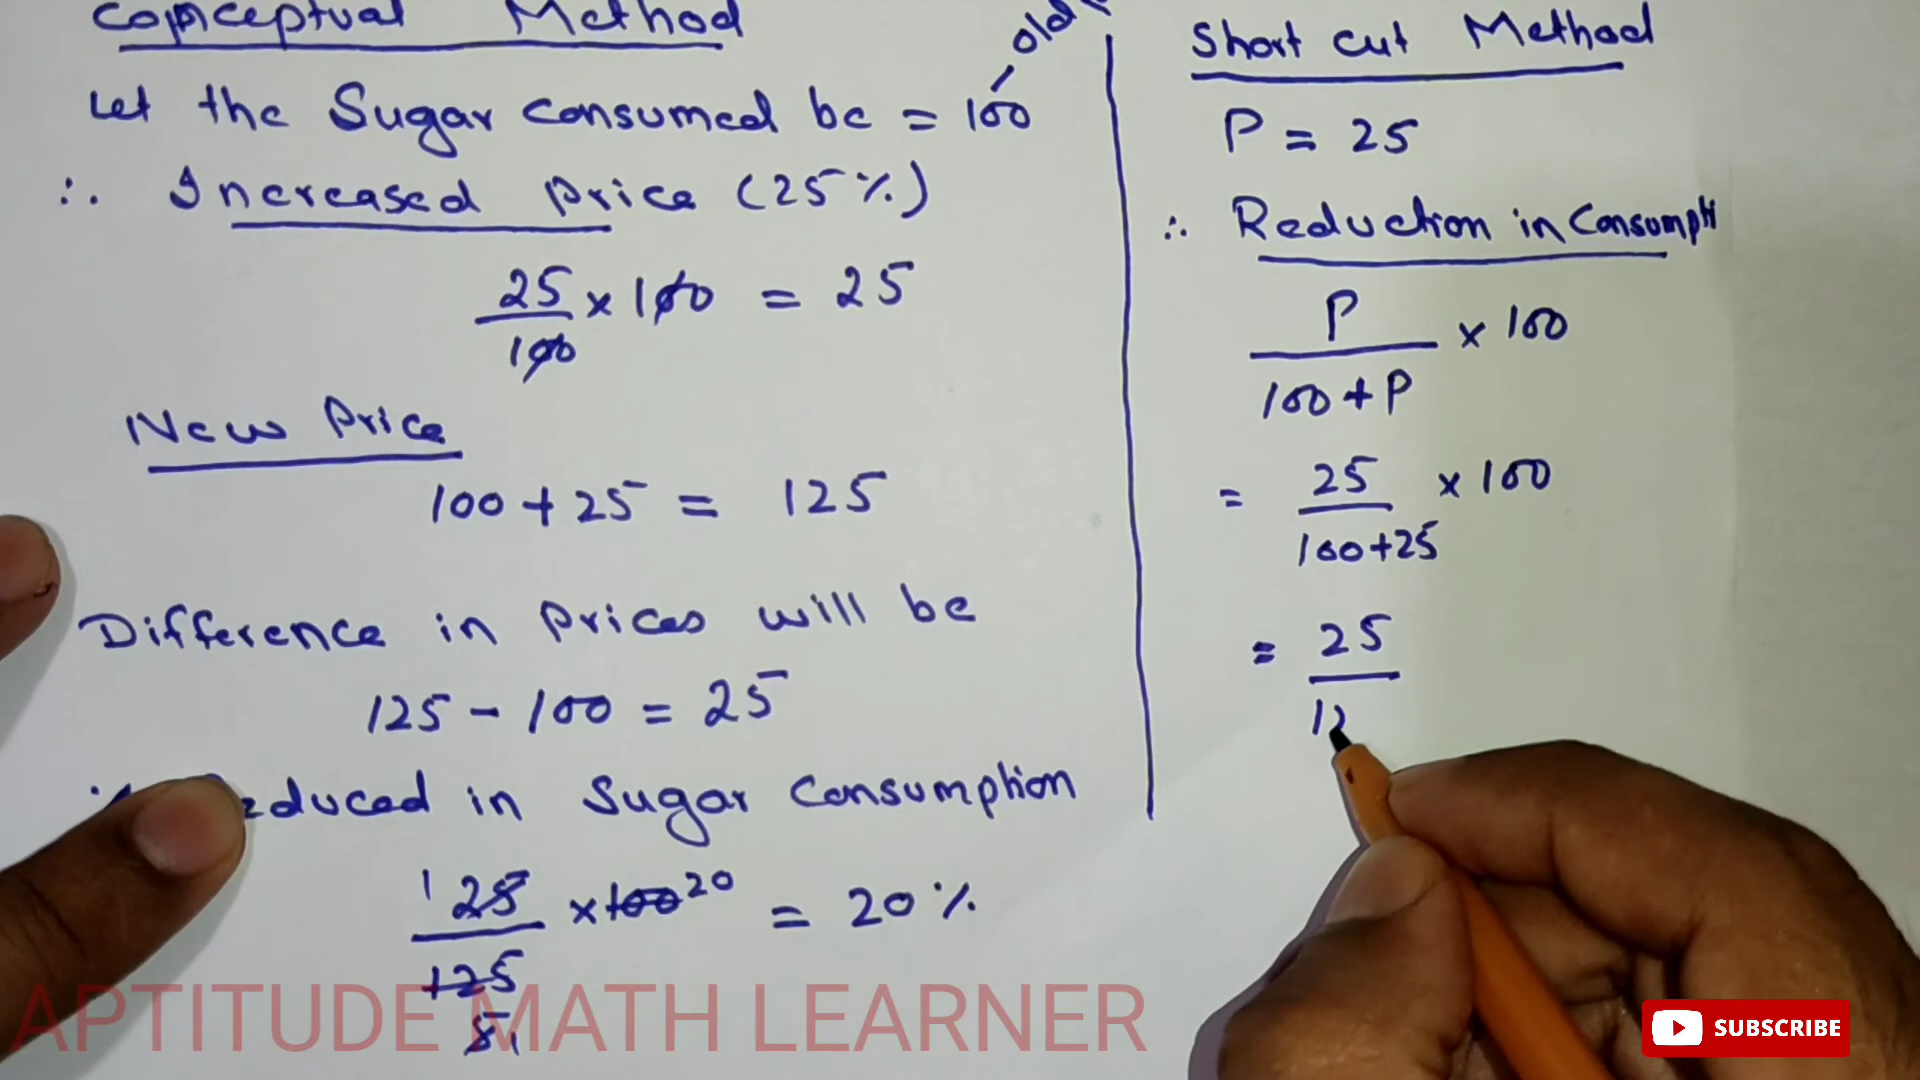 Conceptual Method
old
Let the Sugar consumed be = 100
∴ Increased Price (25%)
25/100 × 100 = 25
New Price
100 + 25 = 125
Difference in Prices will be
125 - 100 = 25
in Sugar Consumption
1 25/125 × 100 20 = 20%
5
Short cut Method
P = 25
∴ Reduction in Consumpti
P/100 + P × 100
= 25/100+25 × 100
= 25/12
APTITUDE MATH LEARNER
SUBSCRIBE